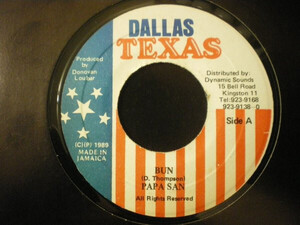 DALLAS
TEXAS
Produced by
Donovan
Distributed by:
Dynamic Sounds
15 Bell Road
Kingston 11
Tel:923-9168
923-9138-0
Side A
(C)(P) 1989
MADE IN
JAMAICA
BUN
(D. Thompson)
PAPA SAN
All Rights Reserved